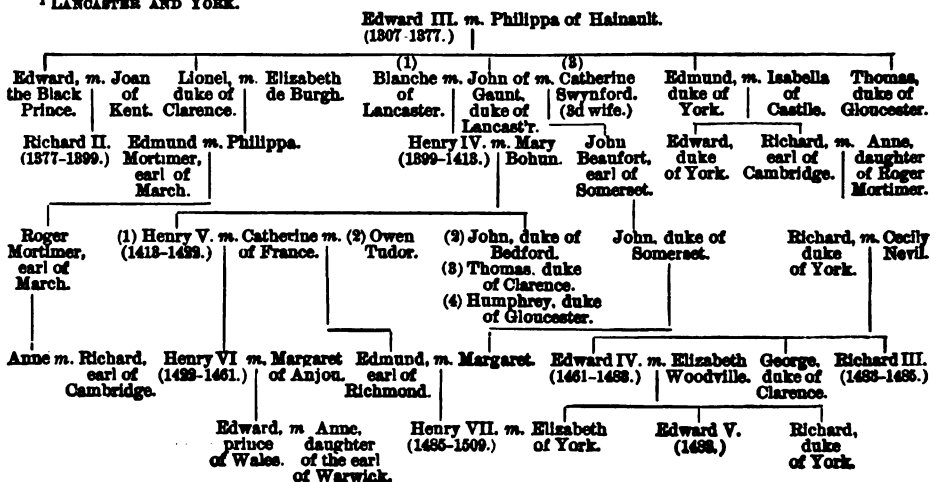 ¹ LANCASTER AND YORK.
Edward III. m. Philippa of Hainault.
(1307-1377.)
(1) (3)
Edward, m. Joan Lionel, m. Elizabeth Blanche m. John of m. Catherine Edmund, m. Isabella Thomas,
the Black of duke of de Burgh. of Gaunt, Swynford. duke of of duke of
Prince. Kent. Clarence. Lancaster. duke of (3d wife.) York. Castile. Gloucester.
Lancast'r.
Richard II. Edmund m. Philippa. Henry IV. m. Mary John Edward, Richard, m. Anne,
(1377-1399.) Mortimer, (1399-1413.) Bohun. Beaufort, duke earl of daughter
earl of earl of of York. Cambridge. of Roger
March. Somerset. Mortimer.
Roger (1) Henry V. m. Catherine m. (2) Owen (2) John, duke of John, duke of Richard, m. Cecily
Mortimer, (1413-1422.) of France. Tudor. Bedford. Somerset. duke Nevil.
earl of (3) Thomas, duke of York.
March. of Clarence.
(4) Humphrey, duke
of Gloucester.
Anne m. Richard, Henry VI m. Margaret Edmund, m. Margaret. Edward IV. m. Elizabeth George, Richard III.
earl of (1422-1461.) of Anjou. earl of (1461-1483.) Woodville. duke of (1483-1485.)
Cambridge. Richmond. Clarence.
Edward, m Anne, Henry VII. m. Elizabeth Edward V. Richard,
prince daughter (1485-1509.) of York. (1483.) duke
of Wales. of the earl of York.
of Warwick.